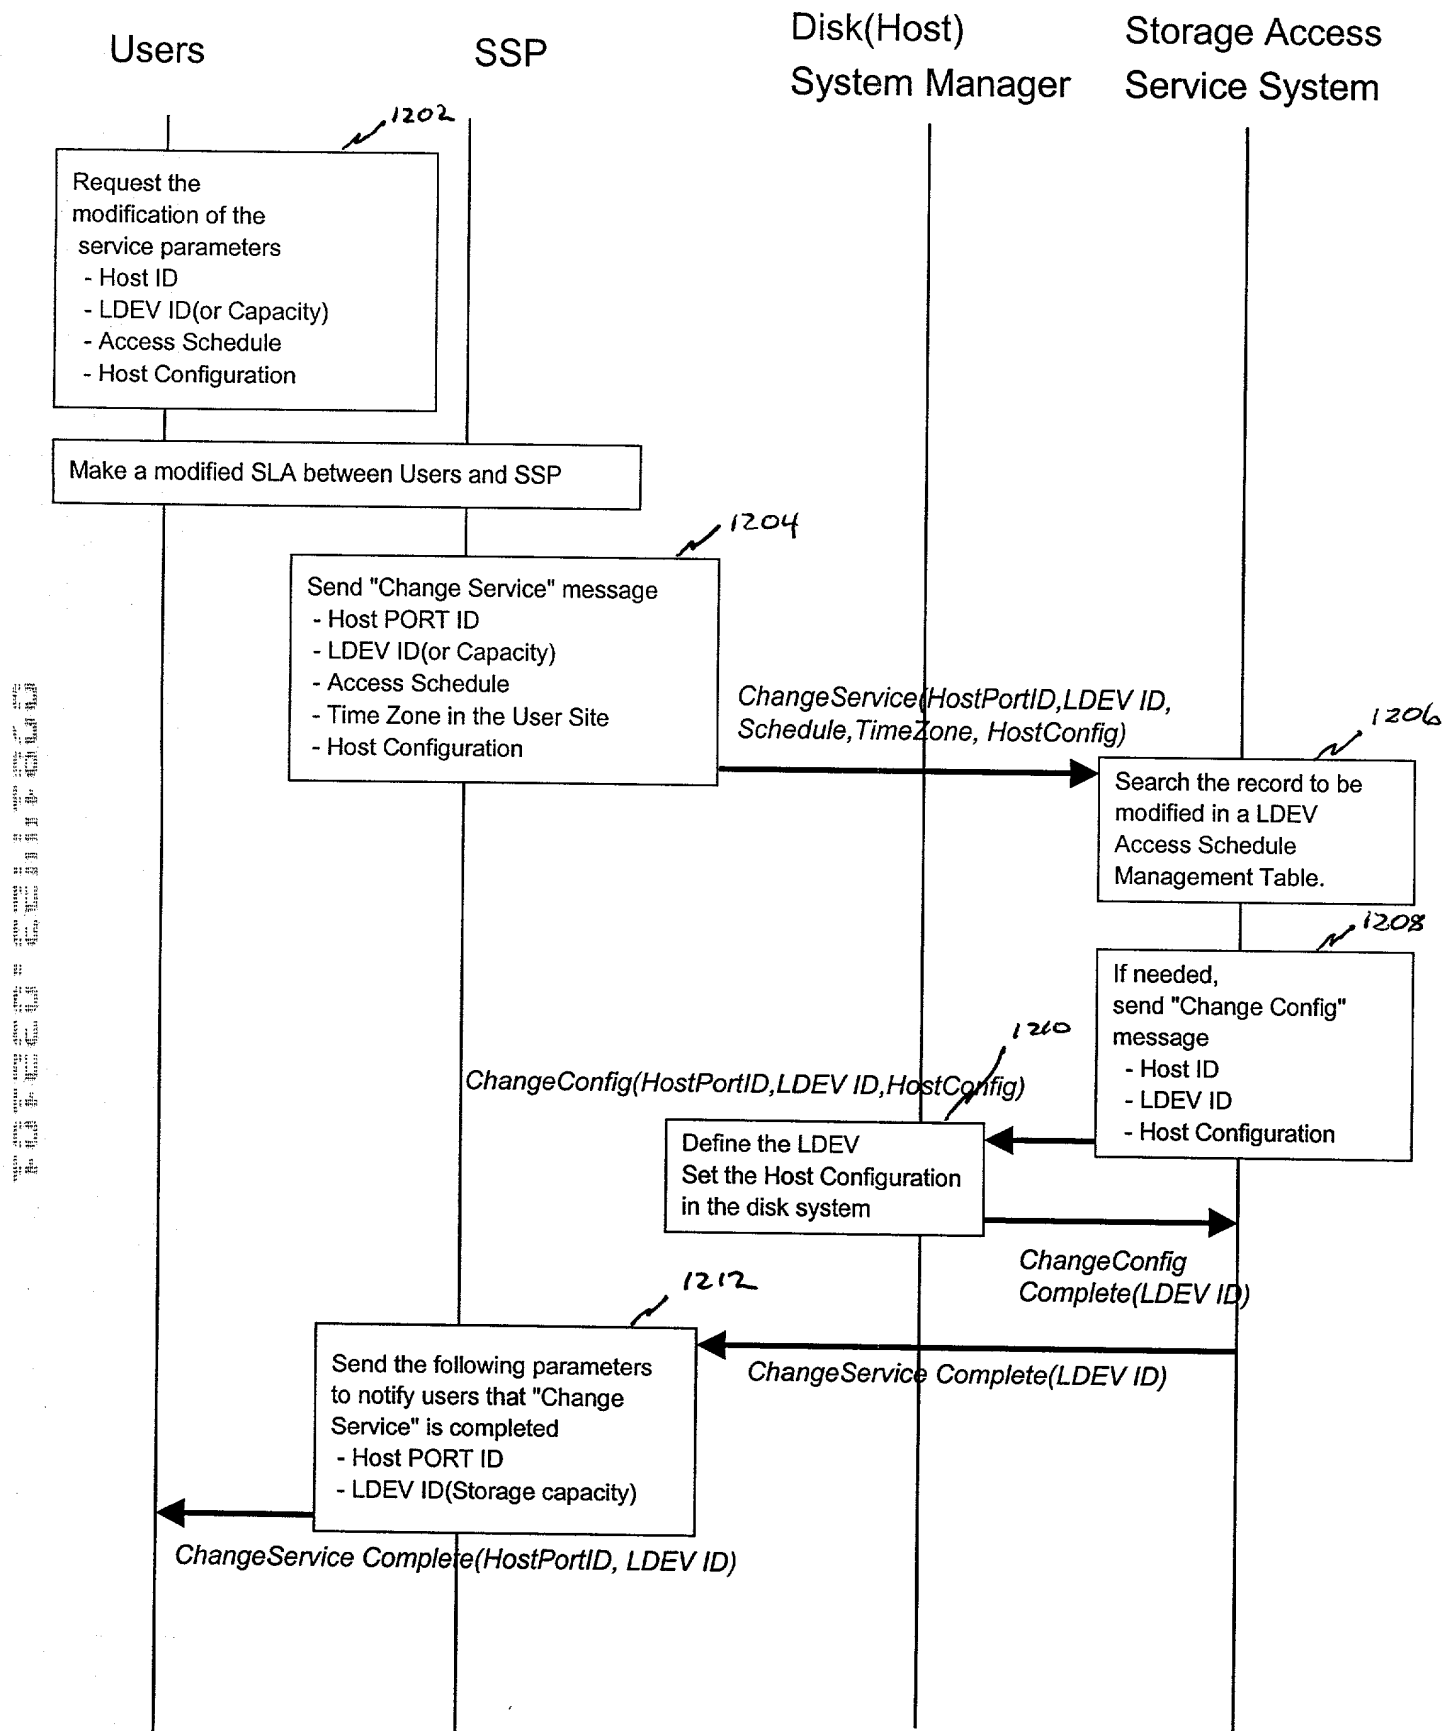 Users
SSP
Disk(Host)
System Manager
Storage Access
Service System
1202
Request the
modification of the
service parameters
- Host ID
- LDEV ID(or Capacity)
- Access Schedule
- Host Configuration
Make a modified SLA between Users and SSP
1204
Send "Change Service" message
- Host PORT ID
- LDEV ID(or Capacity)
- Access Schedule
- Time Zone in the User Site
- Host Configuration
ChangeService(HostPortID,LDEV ID,
Schedule,TimeZone, HostConfig)
1206
Search the record to be
modified in a LDEV
Access Schedule
Management Table.
1208
If needed,
send "Change Config"
message
- Host ID
- LDEV ID
- Host Configuration
1210
ChangeConfig(HostPortID,LDEV ID,HostConfig)
Define the LDEV
Set the Host Configuration
in the disk system
ChangeConfig
Complete(LDEV ID)
1212
Send the following parameters
to notify users that "Change
Service" is completed
- Host PORT ID
- LDEV ID(Storage capacity)
ChangeService Complete(LDEV ID)
ChangeService Complete(HostPortID, LDEV ID)